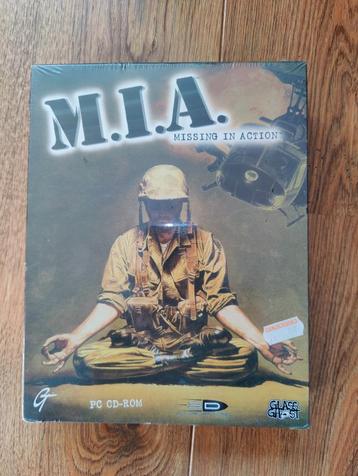 M.I.A.
MISSING IN ACTION
PC CD-ROM
GLASS
GHOST